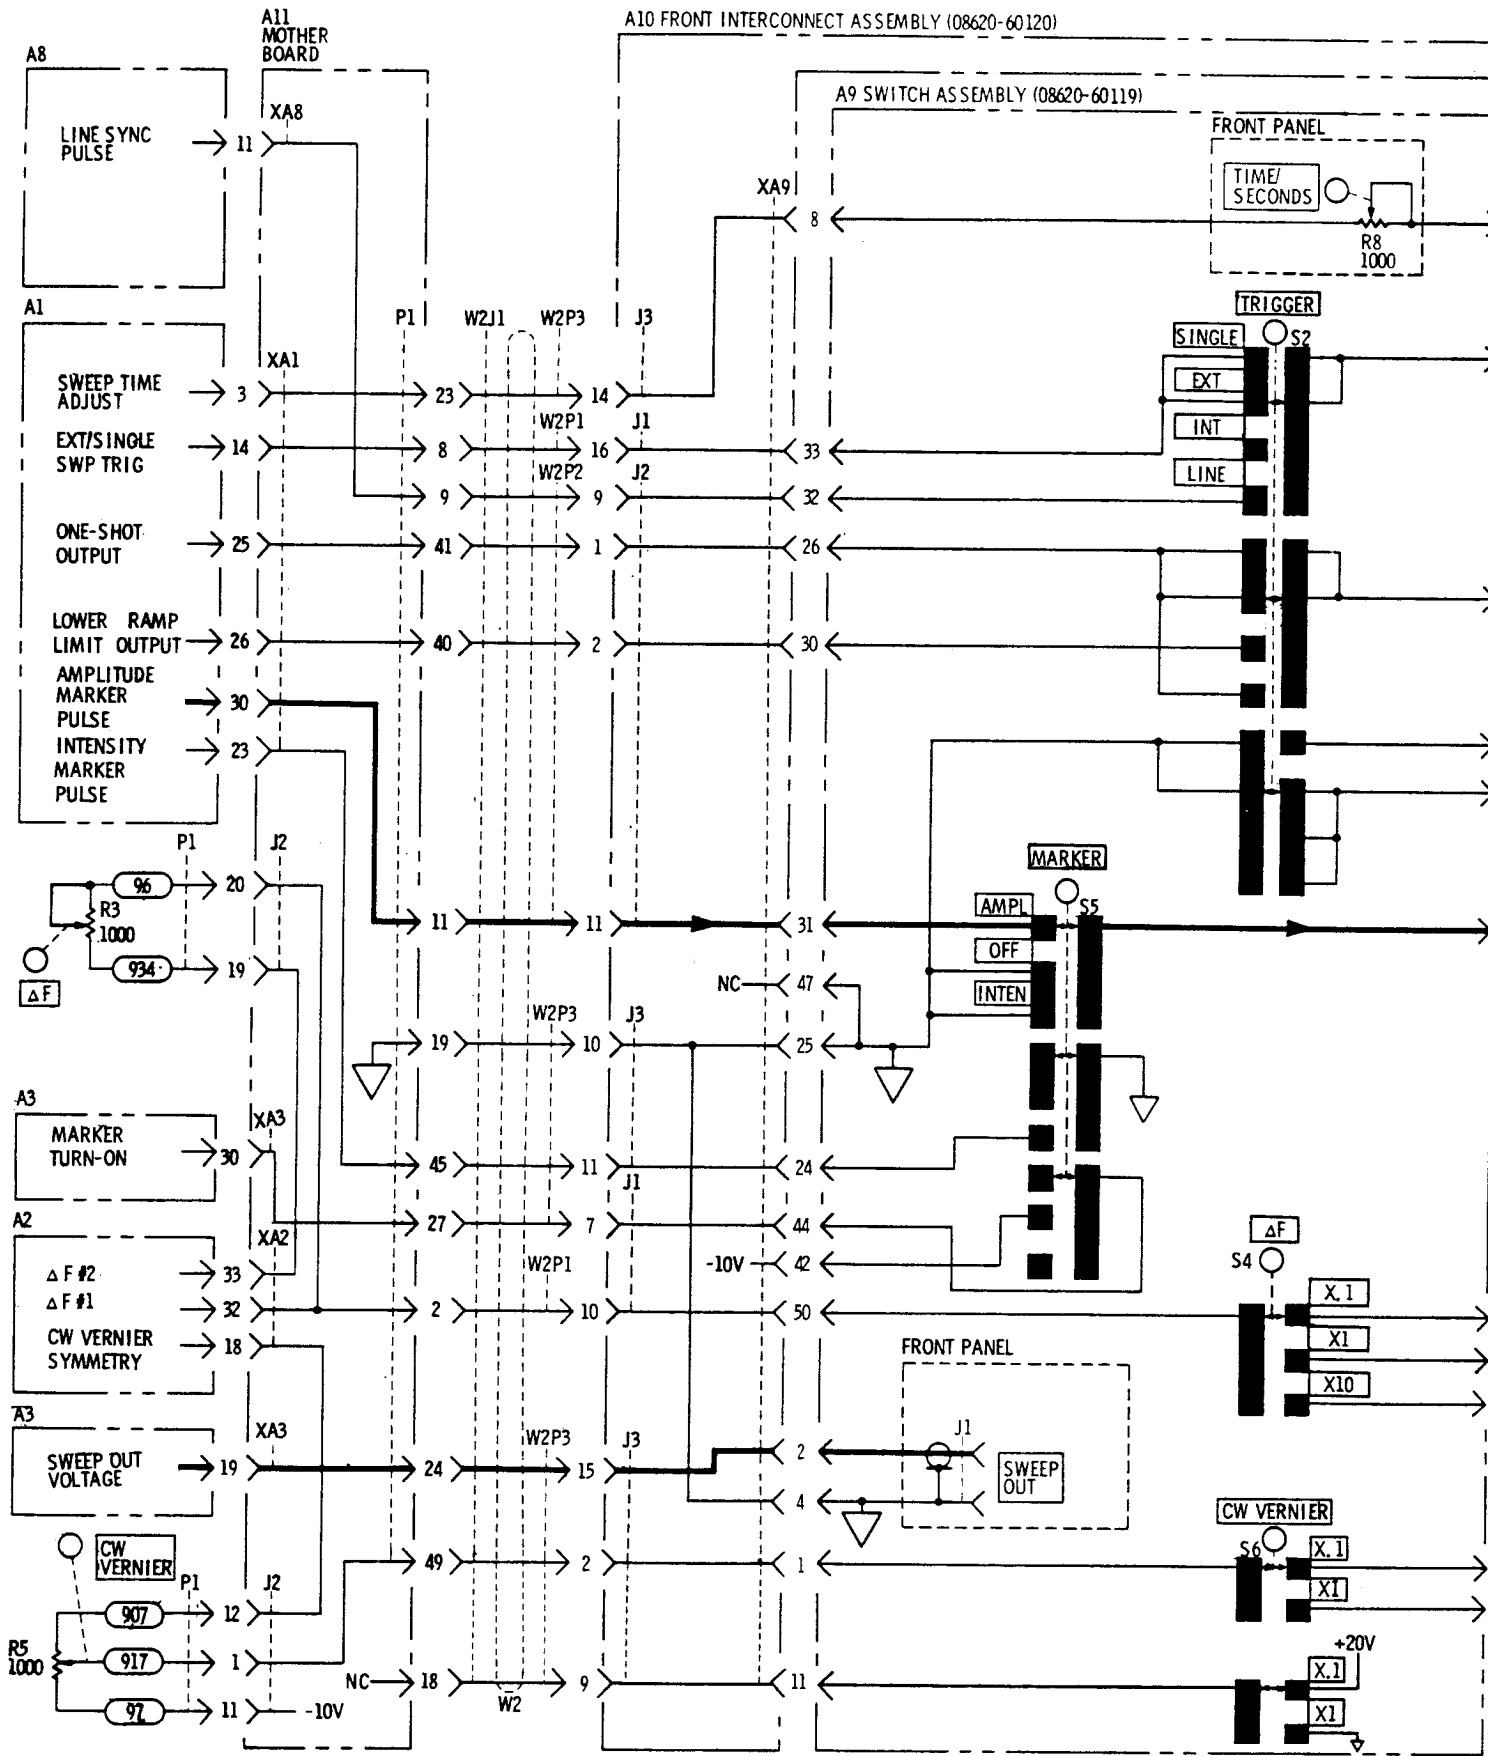 A11
MOTHER
BOARD
A10 FRONT INTERCONNECT ASSEMBLY (08620-60120)
A8
A9 SWITCH ASSEMBLY (08620-60119)
XA8
FRONT PANEL
LINE SYNC
PULSE
11
TIME/
SECONDS
XA9
8
R8
1000
A1
P1
W2J1
W2P3
J3
TRIGGER
SINGLE
S2
XA1
SWEEP TIME
ADJUST
3
23
14
EXT
W2P1
J1
INT
EXT/SINGLE
SWP TRIG
14
8
16
33
W2P2
J2
LINE
9
9
32
ONE-SHOT
OUTPUT
25
41
1
26
LOWER RAMP
LIMIT OUTPUT
26
40
2
30
AMPLITUDE
MARKER
PULSE
30
INTENSITY
MARKER
PULSE
23
P1
J2
MARKER
96
20
R3
1000
AMPL
S5
11
11
31
OFF
934
19
ΔF
NC
47
INTEN
W2P3
J3
19
10
25
A3
XA3
MARKER
TURN-ON
30
45
11
24
J1
A2
27
7
44
XA2
ΔF
S4
ΔF #2
33
W2P1
-10V
42
ΔF #1
32
2
10
50
X.1
CW VERNIER
SYMMETRY
18
FRONT PANEL
X1
X10
A3
XA3
W2P3
J3
J1
2
SWEEP OUT
VOLTAGE
19
24
15
SWEEP
OUT
4
CW VERNIER
CW
VERNIER
S6
X.1
49
2
1
P1
J2
X1
907
12
R5
1000
917
1
+20V
NC
18
9
11
X.1
97
11
-10V
W2
X1